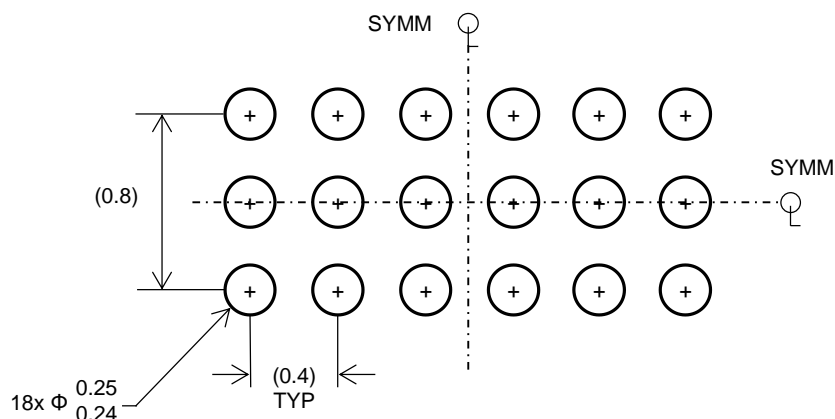 SYMM
SYMM
(0.8)
(0.4)
TYP
18x Φ 0.25
0.24